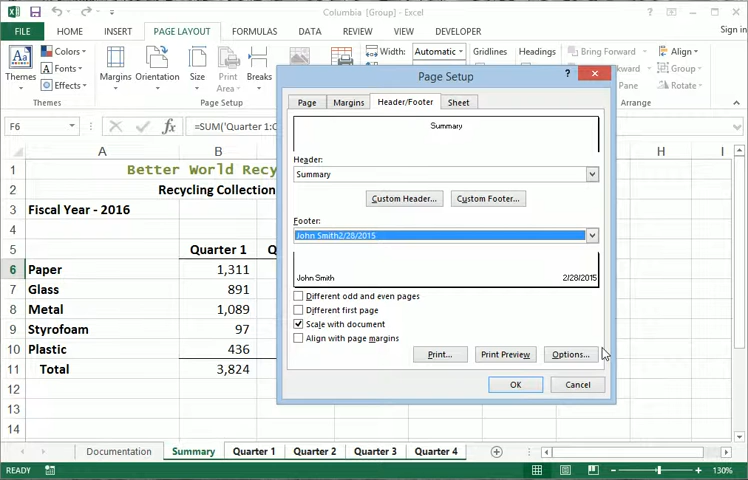 Columbia [Group] - Excel
FILE HOME INSERT PAGE LAYOUT FORMULAS DATA REVIEW VIEW DEVELOPER Sign in
Themes Colors Fonts Effects Margins Orientation Size Print Area Breaks Width: Automatic Gridlines Headings Bring Forward Align Group Rotate
Themes Page Setup Arrange
F6 =SUM('Quarter 1:
A B H I
1 Better World Recy
2 Recycling Collection
3 Fiscal Year - 2016
4
5 Quarter 1 Q
6 Paper 1,311
7 Glass 891
8 Metal 1,089
9 Styrofoam 97
10 Plastic 436
11 Total 3,824
12
13
14
Page Setup
? ×
Page Margins Header/Footer Sheet
Summary
Header:
Summary
Custom Header... Custom Footer...
Footer:
John Smith2/28/2015
John Smith 2/28/2015
Different odd and even pages
Different first page
Scale with document
Align with page margins
Print... Print Preview Options...
OK Cancel
Documentation Summary Quarter 1 Quarter 2 Quarter 3 Quarter 4
READY 130%